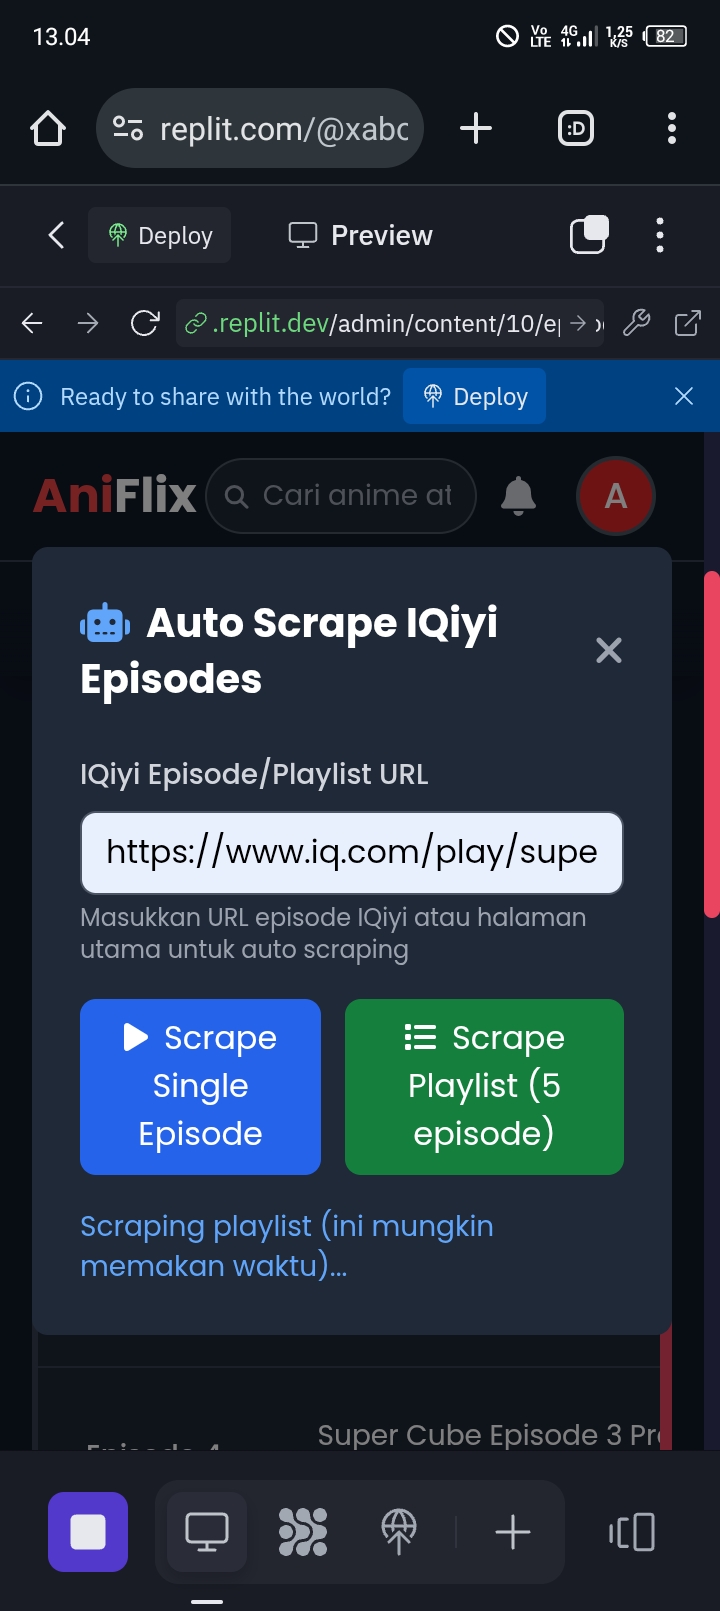 13.04
Vo LTE 4G 1,25 K/S 82
replit.com/@xabc
:D
Deploy Preview
.replit.dev/admin/content/10/ep
Ready to share with the world? Deploy
AniFlix Cari anime at A
Auto Scrape IQiyi
Episodes
IQiyi Episode/Playlist URL
https://www.iq.com/play/supe
Masukkan URL episode IQiyi atau halaman
utama untuk auto scraping
Scrape
Single
Episode
Scrape
Playlist (5
episode)
Scraping playlist (ini mungkin
memakan waktu)...
Super Cube Episode 3 Pr
Episode 4